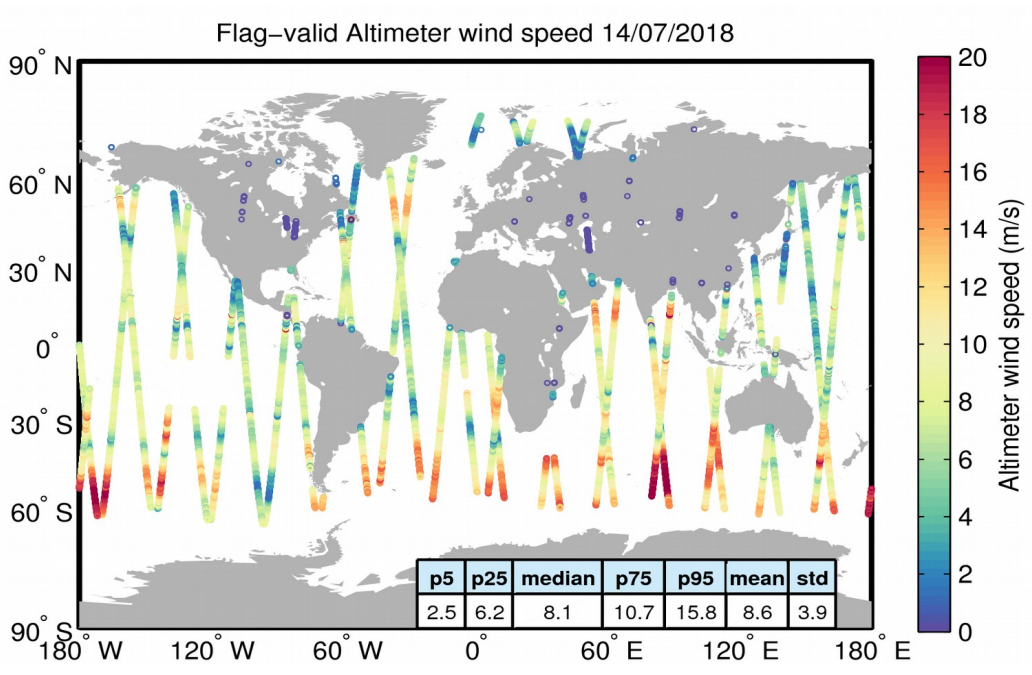 Flag−valid Altimeter wind speed 14/07/2018
90° N
60° N
30° N
0°
30° S
60° S
90° S
180° W
120° W
60° W
0°
60° E
120° E
180° E
p5 p25 median p75 p95 mean std
2.5 6.2 8.1 10.7 15.8 8.6 3.9
20
18
16
14
12
10
8
6
4
2
0
Altimeter wind speed (m/s)